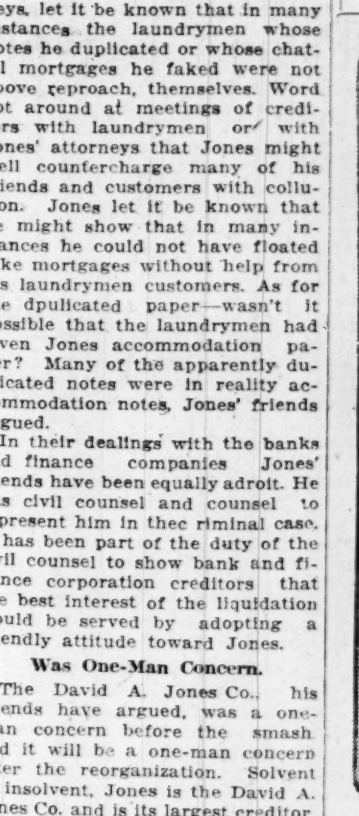 eys, let it be known that in many
stances the laundrymen whose
otes he duplicated or whose chat-
l mortgages he faked were not
ove reproach, themselves. Word
ot around at meetings of credi-
rs with laundrymen or with
ones' attorneys that Jones might
ell countercharge many of his
iends and customers with collu-
on. Jones let it be known that
e might show that in many in-
ances he could not have floated
ke mortgages without help from
s laundrymen customers. As for
e dpulicated paper—wasn't it
ossible that the laundrymen had
ven Jones accommodation pa-
r? Many of the apparently du-
icated notes were in reality ac-
mmodation notes, Jones' friends
gued.
In their dealings with the banks
d finance companies Jones'
ends have been equally adroit. He
s civil counsel and counsel to
present him in thec riminal case.
has been part of the duty of the
vil counsel to show bank and fi-
nce corporation creditors that
e best interest of the liquidation
ould be served by adopting a
endly attitude toward Jones.
Was One-Man Concern.
The David A. Jones Co., his
ends have argued, was a one-
an concern before the smash
d it will be a one-man concern
ter the reorganization. Solvent
insolvent, Jones is the David A.
nes Co. and is its largest creditor